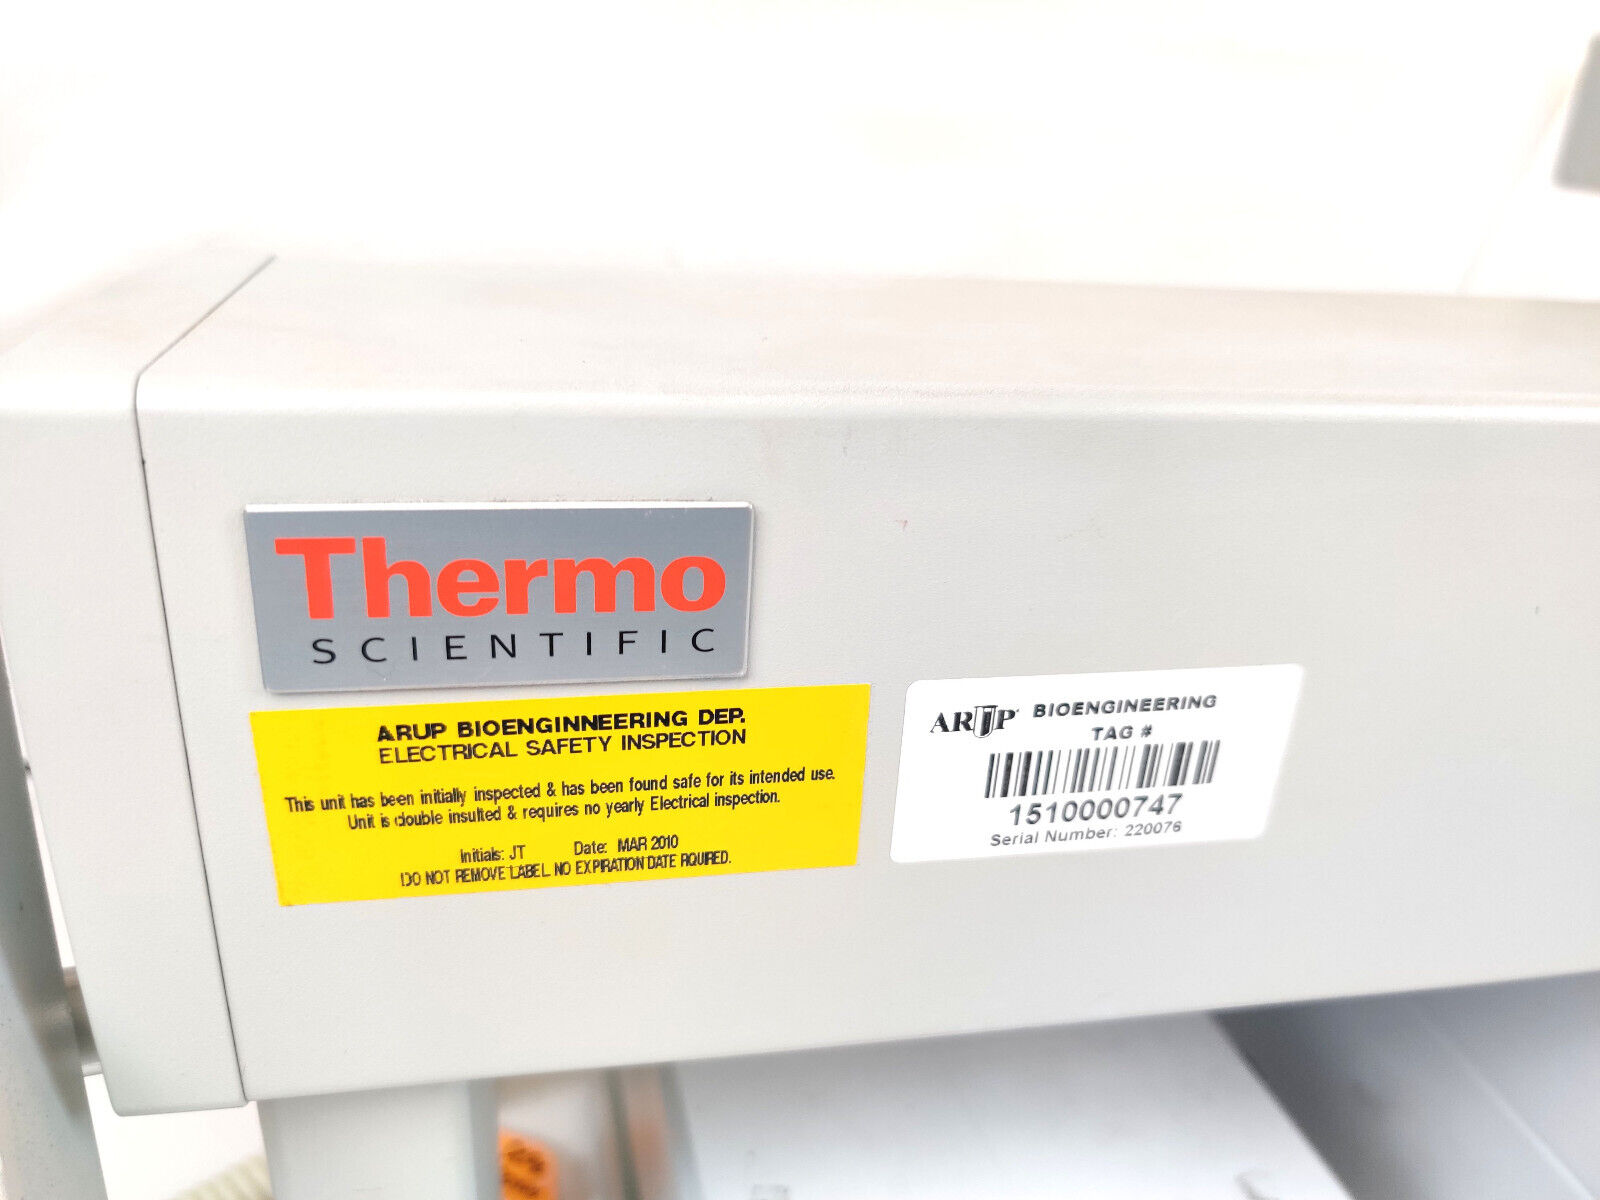 Thermo
SCIENTIFIC
ARUP BIOENGINNEERING DEP.
ELECTRICAL SAFETY INSPECTION
This unit has been initially inspected & has been found safe for its intended use.
Unit is double insulted & requires no yearly Electrical inspection.
Initials: JT Date: MAR 2010
DO NOT REMOVE LABEL NO EXPIRATION DATE RQUIRED.
ARUP BIOENGINEERING
TAG #
1510000747
Serial Number: 220076